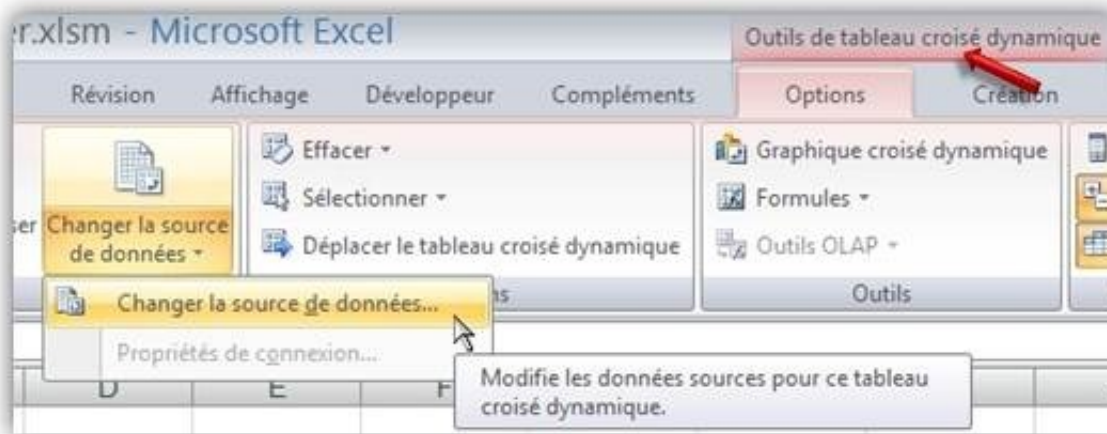 r.xlsm - Microsoft Excel
Outils de tableau croisé dynamique
Révision Affichage Développeur Compléments Options Création
Effacer
Graphique croisé dynamique
Sélectionner
Formules
ser Changer la source
de données
Déplacer le tableau croisé dynamique
Outils OLAP
Outils
Changer la source de données...
Propriétés de connexion...
D E F
Modifie les données sources pour ce tableau
croisé dynamique.